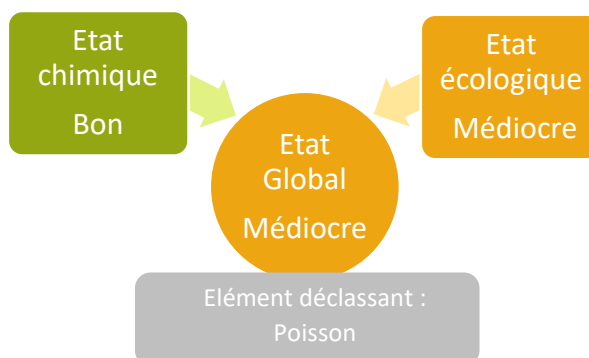 Etat
chimique
Bon
Etat
écologique
Médiocre
Etat
Global
Médiocre
Elément déclassant :
Poisson